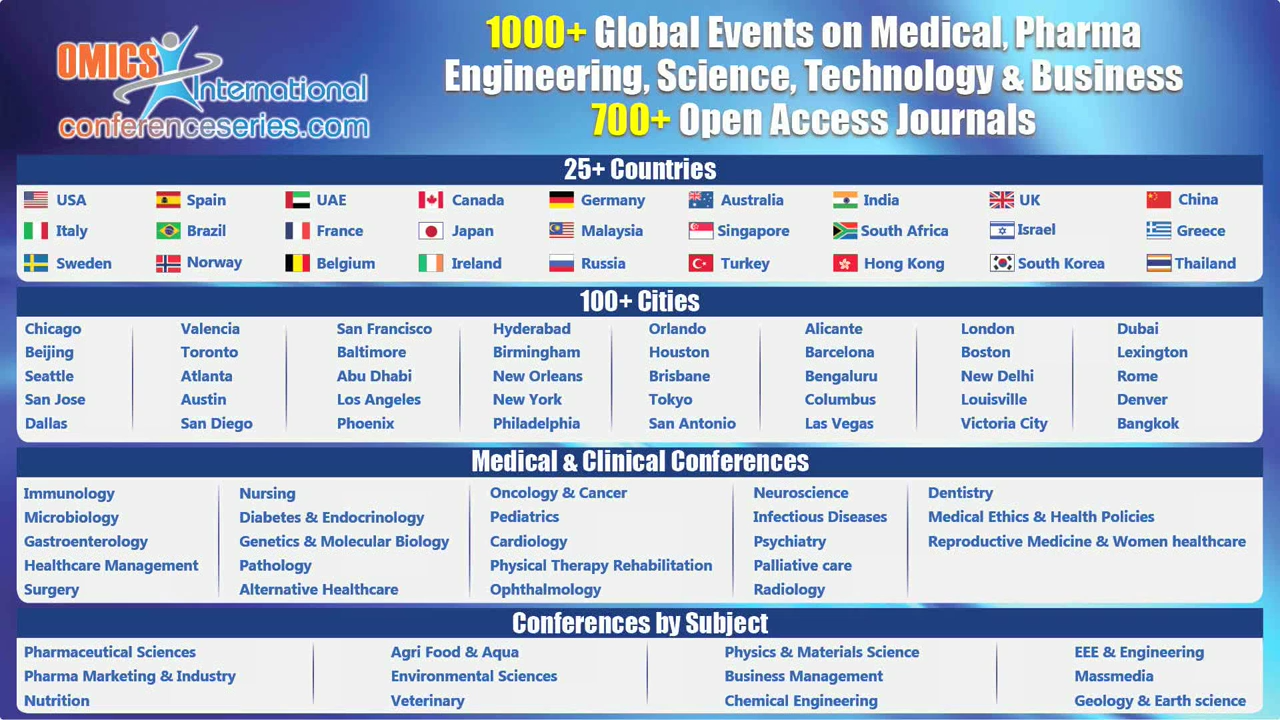 OMICS
International
conferenceseries.com
1000+ Global Events on Medical, Pharma
Engineering, Science, Technology & Business
700+ Open Access Journals
25+ Countries
USA Spain UAE Canada Germany Australia India UK China
Italy Brazil France Japan Malaysia Singapore South Africa Israel Greece
Sweden Norway Belgium Ireland Russia Turkey Hong Kong South Korea Thailand
100+ Cities
Chicago Valencia San Francisco Hyderabad Orlando Alicante London Dubai
Beijing Toronto Baltimore Birmingham Houston Barcelona Boston Lexington
Seattle Atlanta Abu Dhabi New Orleans Brisbane Bengaluru New Delhi Rome
San Jose Austin Los Angeles New York Tokyo Columbus Louisville Denver
Dallas San Diego Phoenix Philadelphia San Antonio Las Vegas Victoria City Bangkok
Medical & Clinical Conferences
Immunology Nursing Oncology & Cancer Neuroscience Dentistry
Microbiology Diabetes & Endocrinology Pediatrics Infectious Diseases Medical Ethics & Health Policies
Gastroenterology Genetics & Molecular Biology Cardiology Psychiatry Reproductive Medicine & Women healthcare
Healthcare Management Pathology Physical Therapy Rehabilitation Palliative care
Surgery Alternative Healthcare Ophthalmology Radiology
Conferences by Subject
Pharmaceutical Sciences Agri Food & Aqua Physics & Materials Science EEE & Engineering
Pharma Marketing & Industry Environmental Sciences Business Management Massmedia
Nutrition Veterinary Chemical Engineering Geology & Earth science